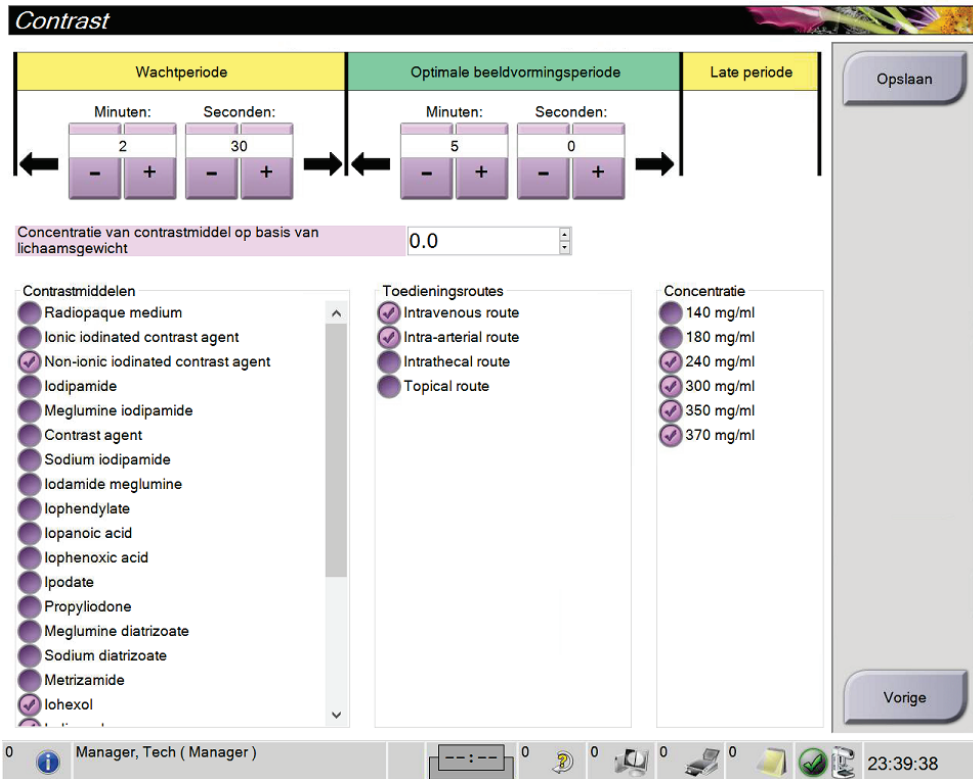 Contrast
Wachtperiode
Optimale beeldvormingsperiode
Late periode
Opslaan
Minuten: Seconden:
2 30
- + - +
Minuten: Seconden:
5 0
- + - +
Concentratie van contrastmiddel op basis van
lichaamsgewicht
0.0
Contrastmiddelen
Radiopaque medium
Ionic iodinated contrast agent
Non-ionic iodinated contrast agent
Iodipamide
Meglumine iodipamide
Contrast agent
Sodium iodipamide
Iodamide meglumine
Iophendylate
Iopanoic acid
Iophenoxic acid
Ipodate
Propyliodone
Meglumine diatrizoate
Sodium diatrizoate
Metrizamide
Iohexol
Toedieningsroutes
Intravenous route
Intra-arterial route
Intrathecal route
Topical route
Concentratie
140 mg/ml
180 mg/ml
240 mg/ml
300 mg/ml
350 mg/ml
370 mg/ml
Vorige
0 Manager, Tech ( Manager ) --:-- 0 0 0 0 23:39:38